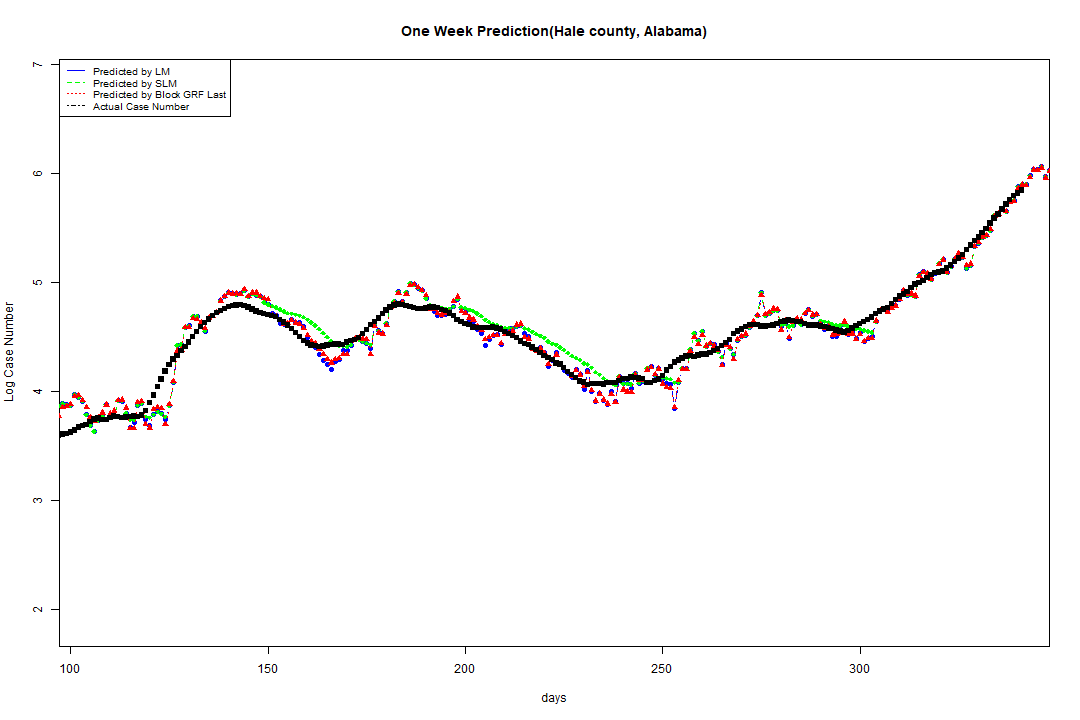 One Week Prediction(Hale county, Alabama)
7
Predicted by LM
Predicted by SLM
Predicted by Block GRF Last
Actual Case Number
6
5
4
3
2
Log Case Number
100 150 200 250 300
days